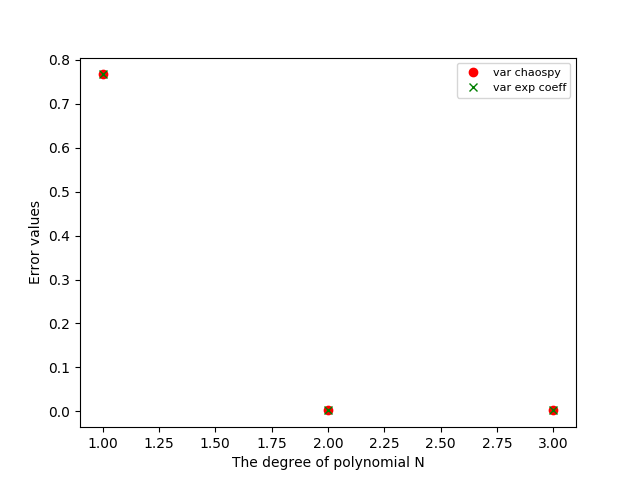 0.8
0.7
0.6
0.5
0.4
0.3
0.2
0.1
0.0
Error values
var chaospy
var exp coeff
1.00 1.25 1.50 1.75 2.00 2.25 2.50 2.75 3.00
The degree of polynomial N